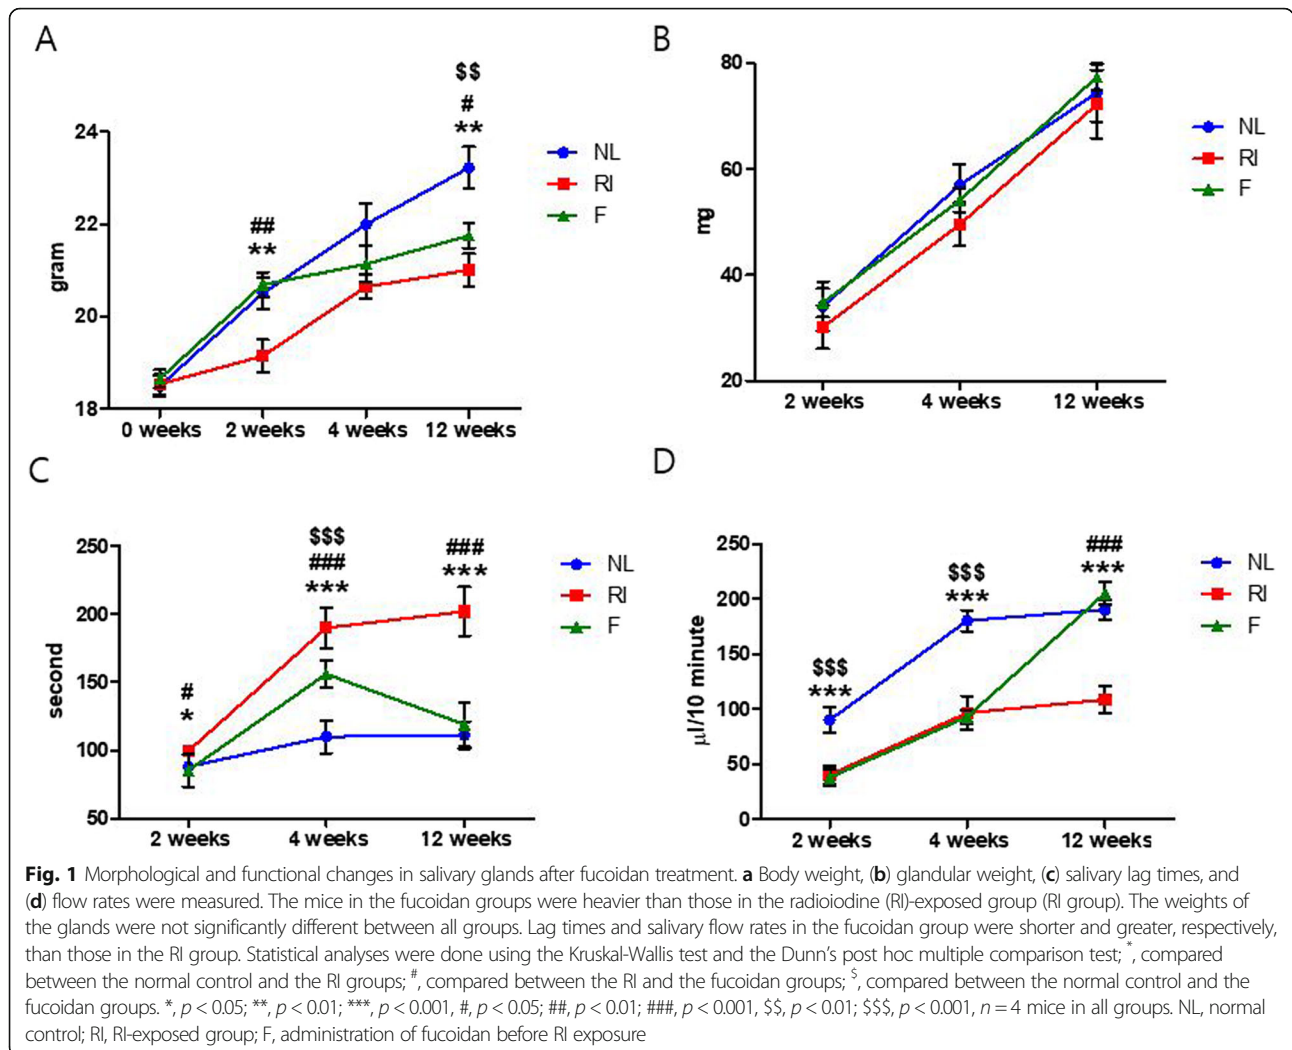 A
$$
#
**
##
**
24
22
20
18
gram
0 weeks 2 weeks 4 weeks 12 weeks
NL
RI
F
B
80
60
40
20
mg
2 weeks 4 weeks 12 weeks
NL
RI
F
C
$$$
###
***
###
***
#
*
250
200
150
100
50
second
2 weeks 4 weeks 12 weeks
NL
RI
F
D
###
***
$$$
***
$$$
***
250
200
150
100
50
0
µl/10 minute
2 weeks 4 weeks 12 weeks
NL
RI
F
Fig. 1 Morphological and functional changes in salivary glands after fucoidan treatment. a Body weight, (b) glandular weight, (c) salivary lag times, and
(d) flow rates were measured. The mice in the fucoidan groups were heavier than those in the radioiodine (RI)-exposed group (RI group). The weights of
the glands were not significantly different between all groups. Lag times and salivary flow rates in the fucoidan group were shorter and greater, respectively,
than those in the RI group. Statistical analyses were done using the Kruskal-Wallis test and the Dunn's post hoc multiple comparison test; *, compared
between the normal control and the RI groups; #, compared between the RI and the fucoidan groups; $, compared between the normal control and the
fucoidan groups. *, p < 0.05; **, p < 0.01; ***, p < 0.001, #, p < 0.05; ##, p < 0.01; ###, p < 0.001, $$, p < 0.01; $$$, p < 0.001, n = 4 mice in all groups. NL, normal
control; RI, RI-exposed group; F, administration of fucoidan before RI exposure